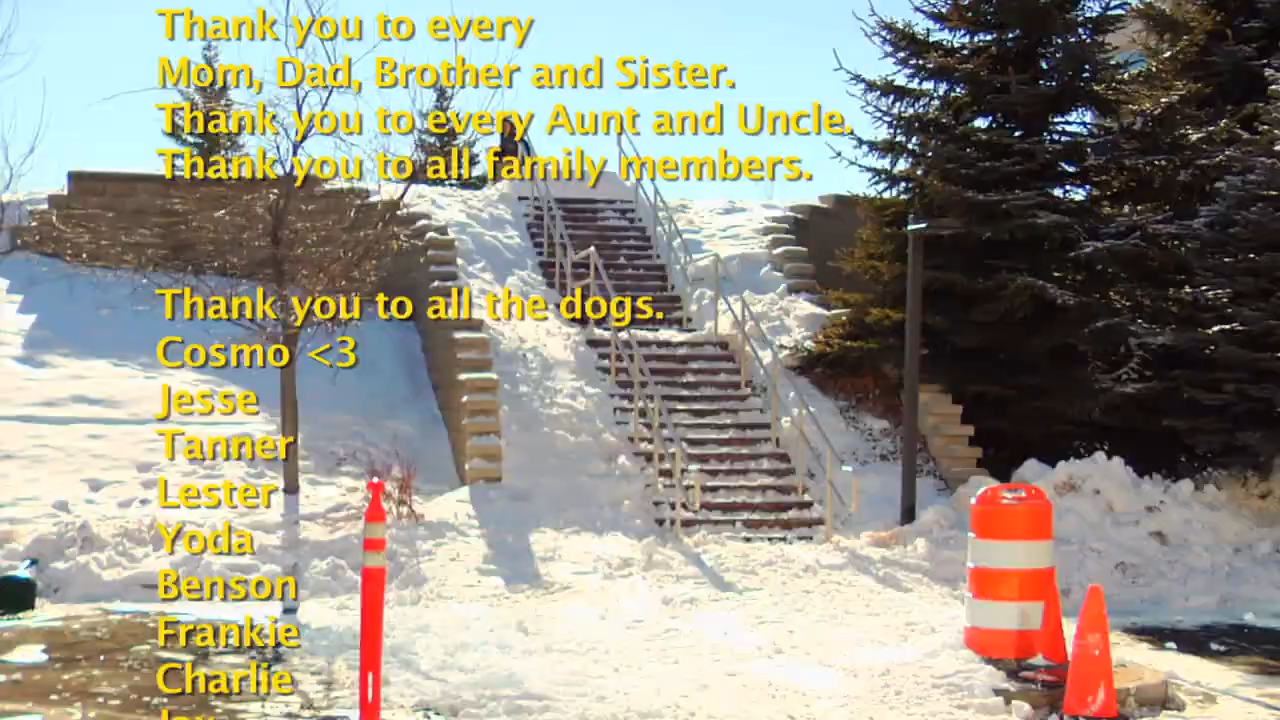 Thank you to every
Mom, Dad, Brother and Sister.
Thank you to every Aunt and Uncle.
Thank you to all family members.
Thank you to all the dogs.
Cosmo <3
Jesse
Tanner
Lester
Yoda
Benson
Frankie
Charlie